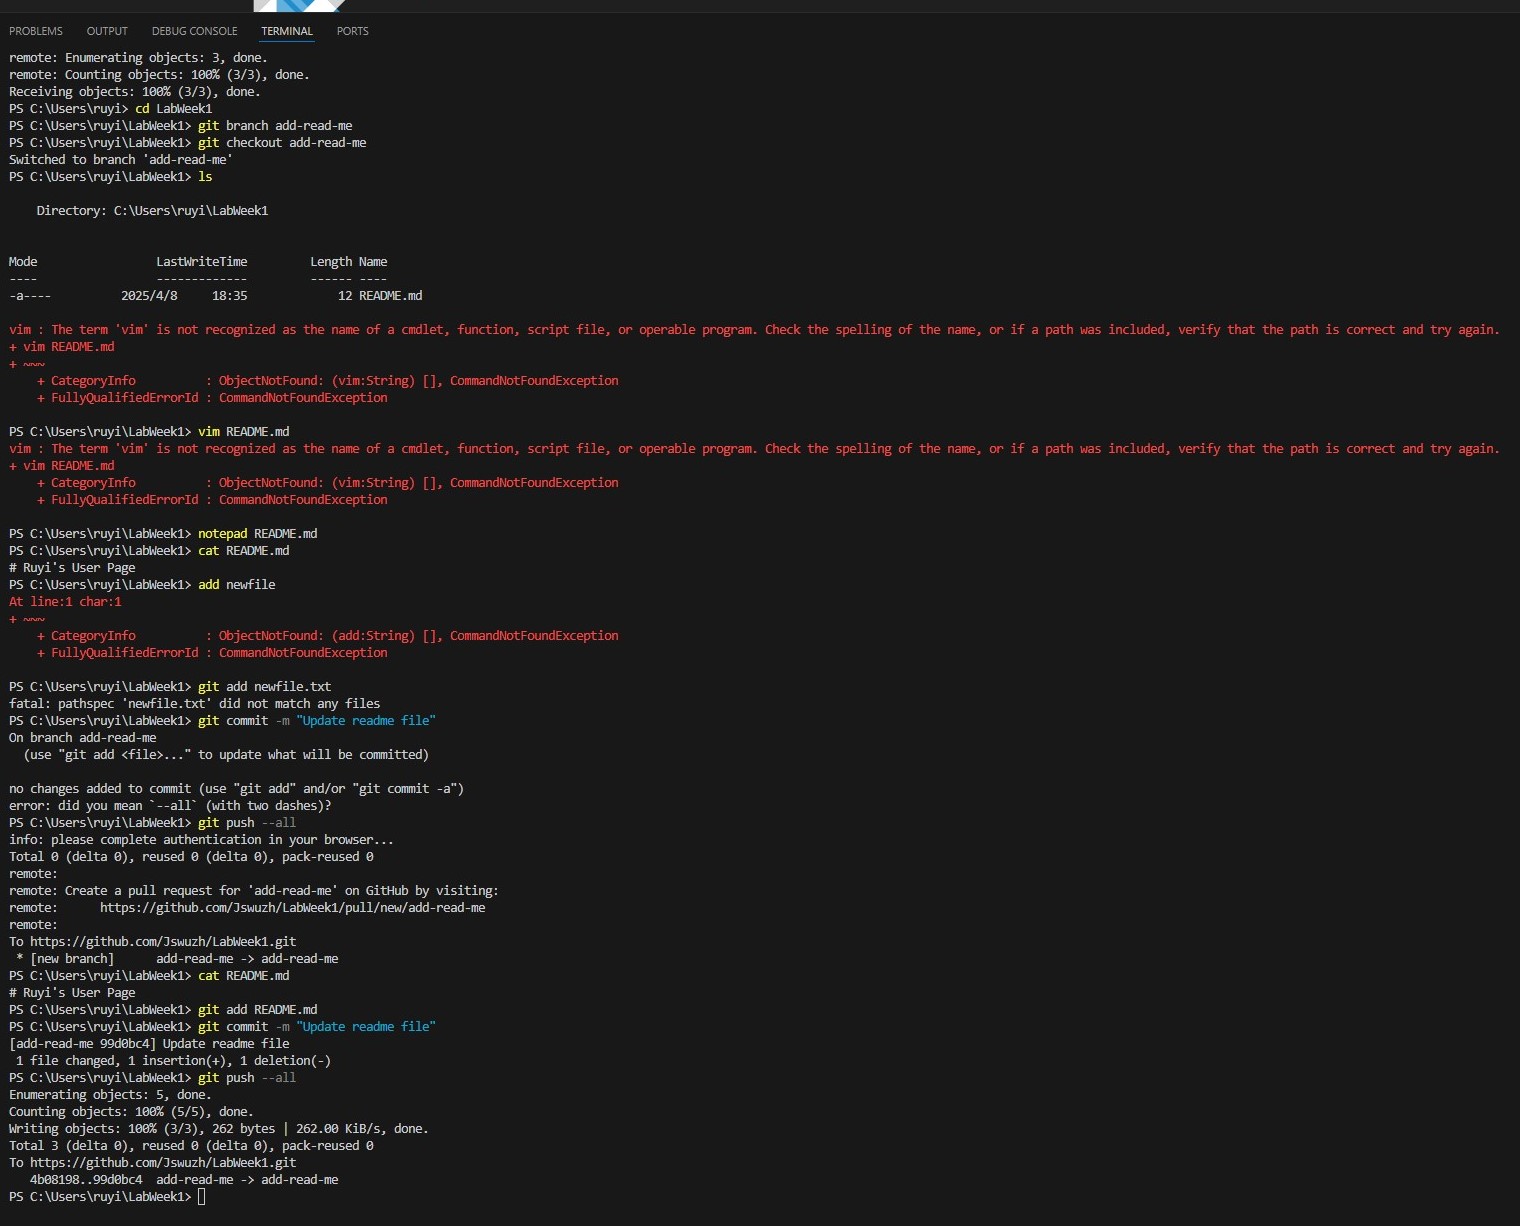 PROBLEMS OUTPUT DEBUG CONSOLE TERMINAL PORTS
remote: Enumerating objects: 3, done.
remote: Counting objects: 100% (3/3), done.
Receiving objects: 100% (3/3), done.
PS C:\Users\ruyi> cd LabWeek1
PS C:\Users\ruyi\LabWeek1> git branch add-read-me
PS C:\Users\ruyi\LabWeek1> git checkout add-read-me
Switched to branch 'add-read-me'
PS C:\Users\ruyi\LabWeek1> ls
Directory: C:\Users\ruyi\LabWeek1
Mode LastWriteTime Length Name
---- ------------- ------ ----
-a---- 2025/4/8 18:35 12 README.md
vim : The term 'vim' is not recognized as the name of a cmdlet, function, script file, or operable program. Check the spelling of the name, or if a path was included, verify that the path is correct and try again.
+ vim README.md
+ ~~~
+ CategoryInfo : ObjectNotFound: (vim:String) [], CommandNotFoundException
+ FullyQualifiedErrorId : CommandNotFoundException
PS C:\Users\ruyi\LabWeek1> vim README.md
vim : The term 'vim' is not recognized as the name of a cmdlet, function, script file, or operable program. Check the spelling of the name, or if a path was included, verify that the path is correct and try again.
+ vim README.md
+ CategoryInfo : ObjectNotFound: (vim:String) [], CommandNotFoundException
+ FullyQualifiedErrorId : CommandNotFoundException
PS C:\Users\ruyi\LabWeek1> notepad README.md
PS C:\Users\ruyi\LabWeek1> cat README.md
# Ruyi's User Page
PS C:\Users\ruyi\LabWeek1> add newfile
At line:1 char:1
+ ~~~
+ CategoryInfo : ObjectNotFound: (add:String) [], CommandNotFoundException
+ FullyQualifiedErrorId : CommandNotFoundException
PS C:\Users\ruyi\LabWeek1> git add newfile.txt
fatal: pathspec 'newfile.txt' did not match any files
PS C:\Users\ruyi\LabWeek1> git commit -m "Update readme file"
On branch add-read-me
(use "git add <file>..." to update what will be committed)
no changes added to commit (use "git add" and/or "git commit -a")
error: did you mean `--all` (with two dashes)?
PS C:\Users\ruyi\LabWeek1> git push --all
info: please complete authentication in your browser...
Total 0 (delta 0), reused 0 (delta 0), pack-reused 0
remote:
remote: Create a pull request for 'add-read-me' on GitHub by visiting:
remote: https://github.com/Jswuzh/LabWeek1/pull/new/add-read-me
remote:
To https://github.com/Jswuzh/LabWeek1.git
* [new branch] add-read-me -> add-read-me
PS C:\Users\ruyi\LabWeek1> cat README.md
# Ruyi's User Page
PS C:\Users\ruyi\LabWeek1> git add README.md
PS C:\Users\ruyi\LabWeek1> git commit -m "Update readme file"
[add-read-me 99d0bc4] Update readme file
1 file changed, 1 insertion(+), 1 deletion(-)
PS C:\Users\ruyi\LabWeek1> git push --all
Enumerating objects: 5, done.
Counting objects: 100% (5/5), done.
Writing objects: 100% (3/3), 262 bytes | 262.00 KiB/s, done.
Total 3 (delta 0), reused 0 (delta 0), pack-reused 0
To https://github.com/Jswuzh/LabWeek1.git
4b08198..99d0bc4 add-read-me -> add-read-me
PS C:\Users\ruyi\LabWeek1>